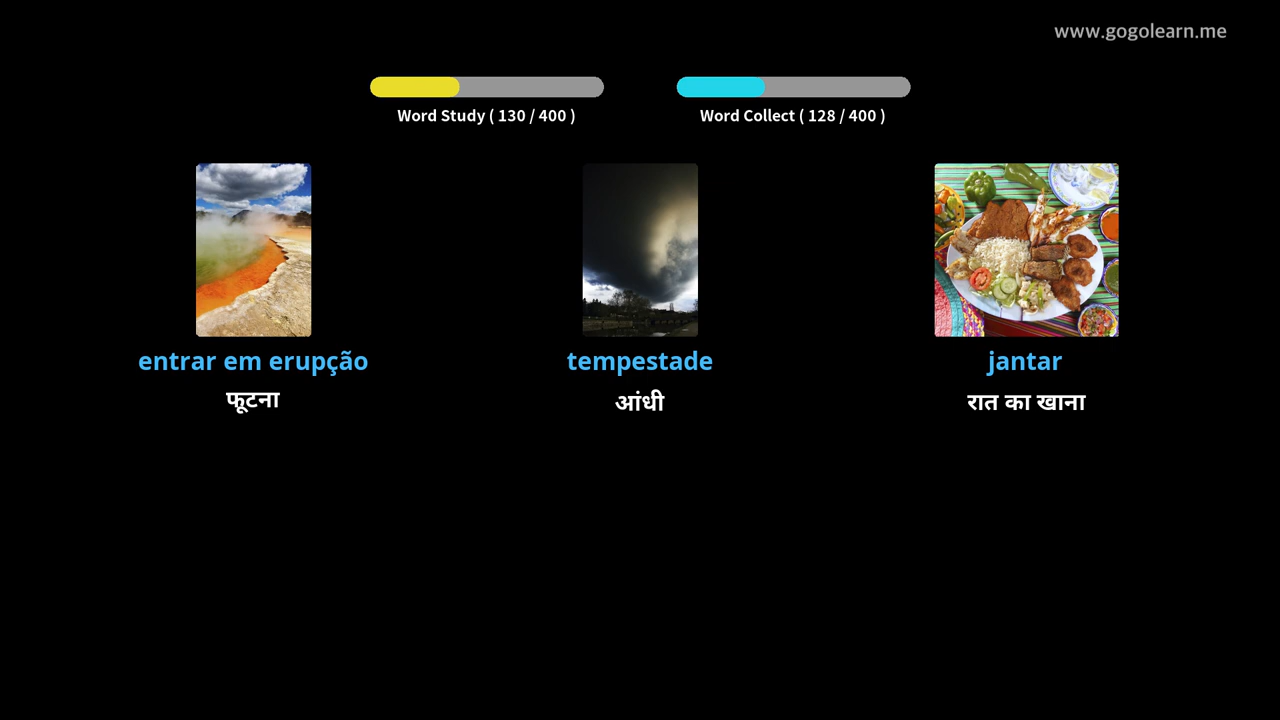 www.gogolearn.me
Word Study ( 130 / 400 )
Word Collect ( 128 / 400 )
entrar em erupção
फूटना
tempestade
आंधी
jantar
रात का खाना